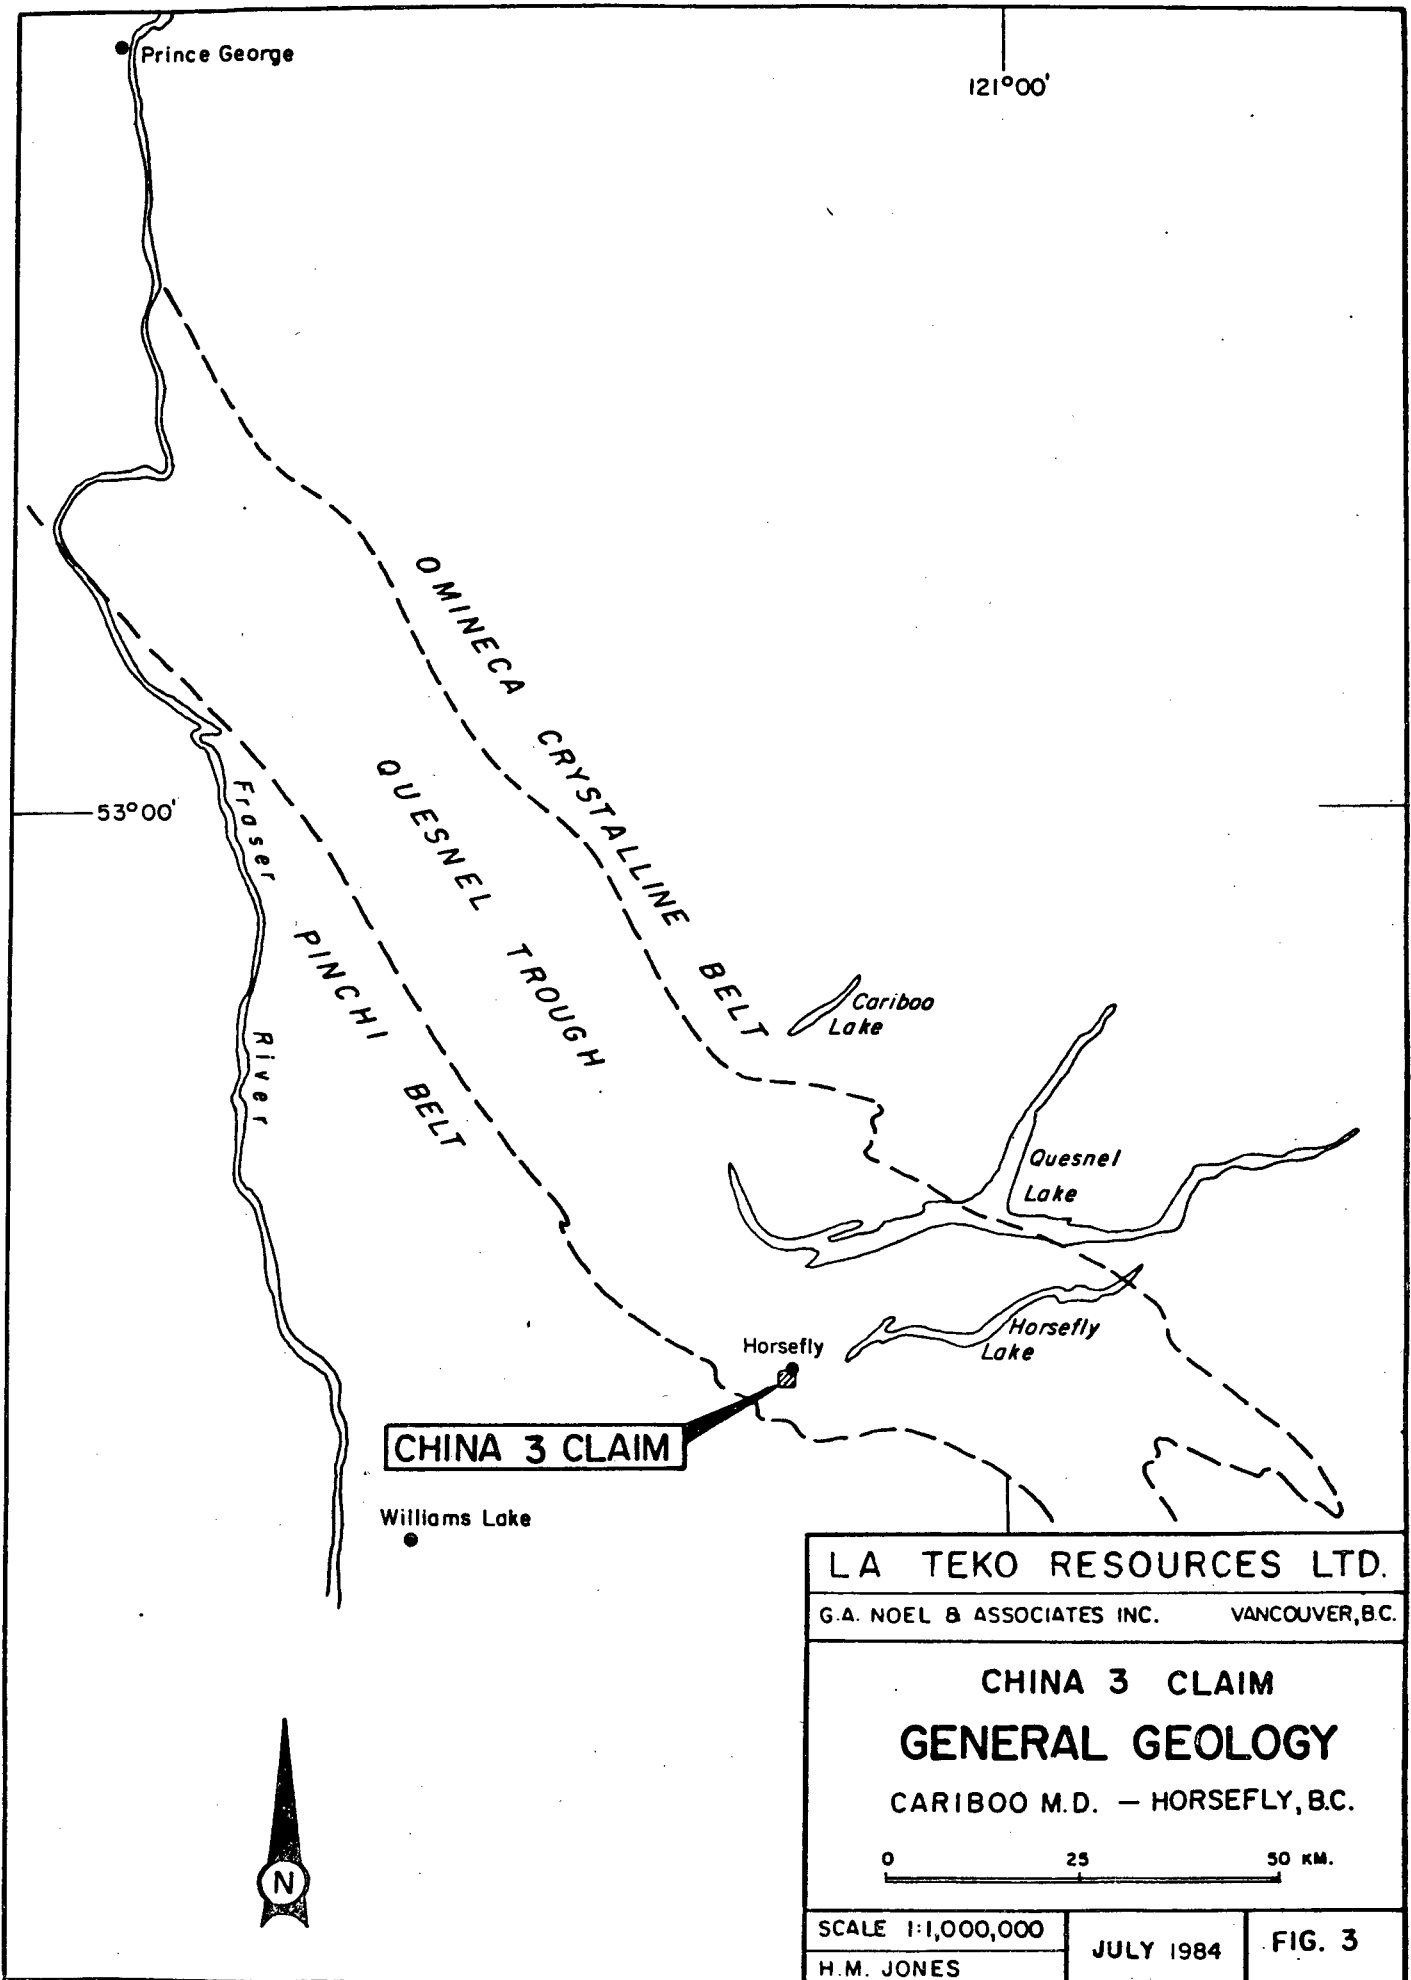 Prince George
121°00'
OMINECA CRYSTALLINE BELT
QUESNEL TROUGH
53°00'
Fraser River
PINCHI BELT
Cariboo
Lake
Quesnel
Lake
Horsefly
Horsefly
Lake
CHINA 3 CLAIM
Williams Lake
LA TEKO RESOURCES LTD.
G.A. NOEL & ASSOCIATES INC. VANCOUVER, B.C.
CHINA 3 CLAIM
GENERAL GEOLOGY
CARIBOO M.D. — HORSEFLY, B.C.
0 25 50 KM.
N
SCALE 1:1,000,000
H.M. JONES
JULY 1984
FIG. 3